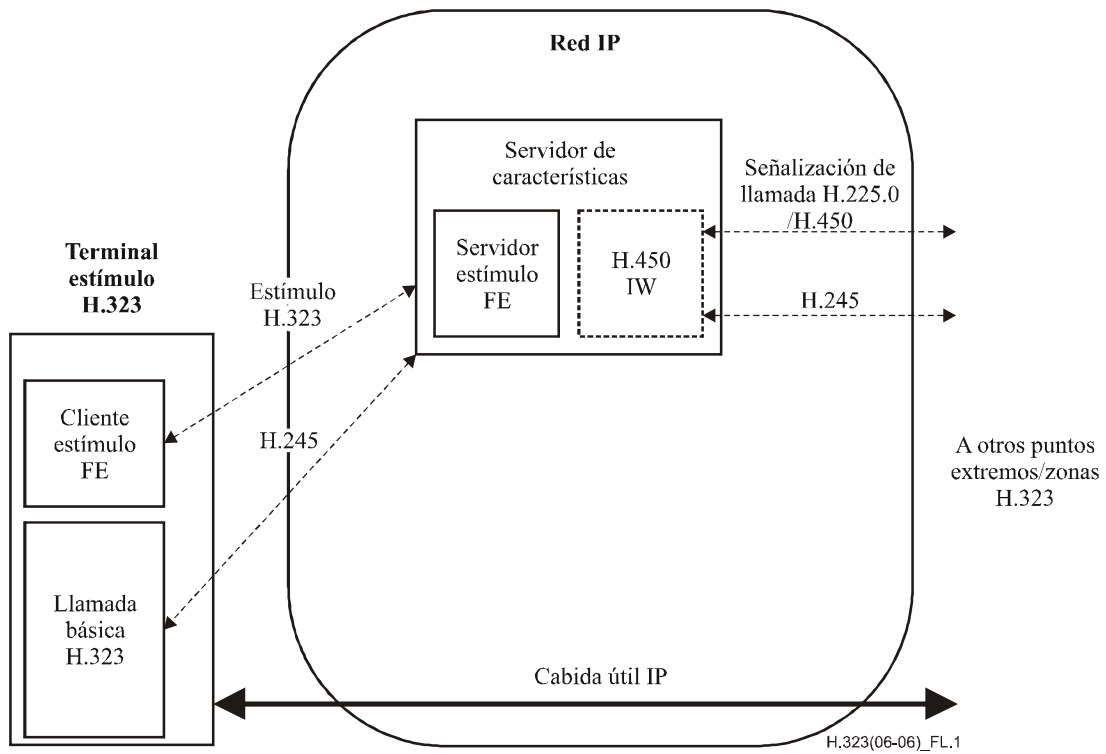 Red IP
Servidor de
característificas
Servidor
estímulo
FE
H.450
IW
Señalización de
llamada H.225.0
/H.450
H.245
Terminal
estímulo
H.323
Estímulo
H.323
H.245
Cliente
estímulo
FE
Llamada
básica
H.323
A otros puntos
extremos/zonas
H.323
Cabida útil IP
H.323(06-06)_FL.1